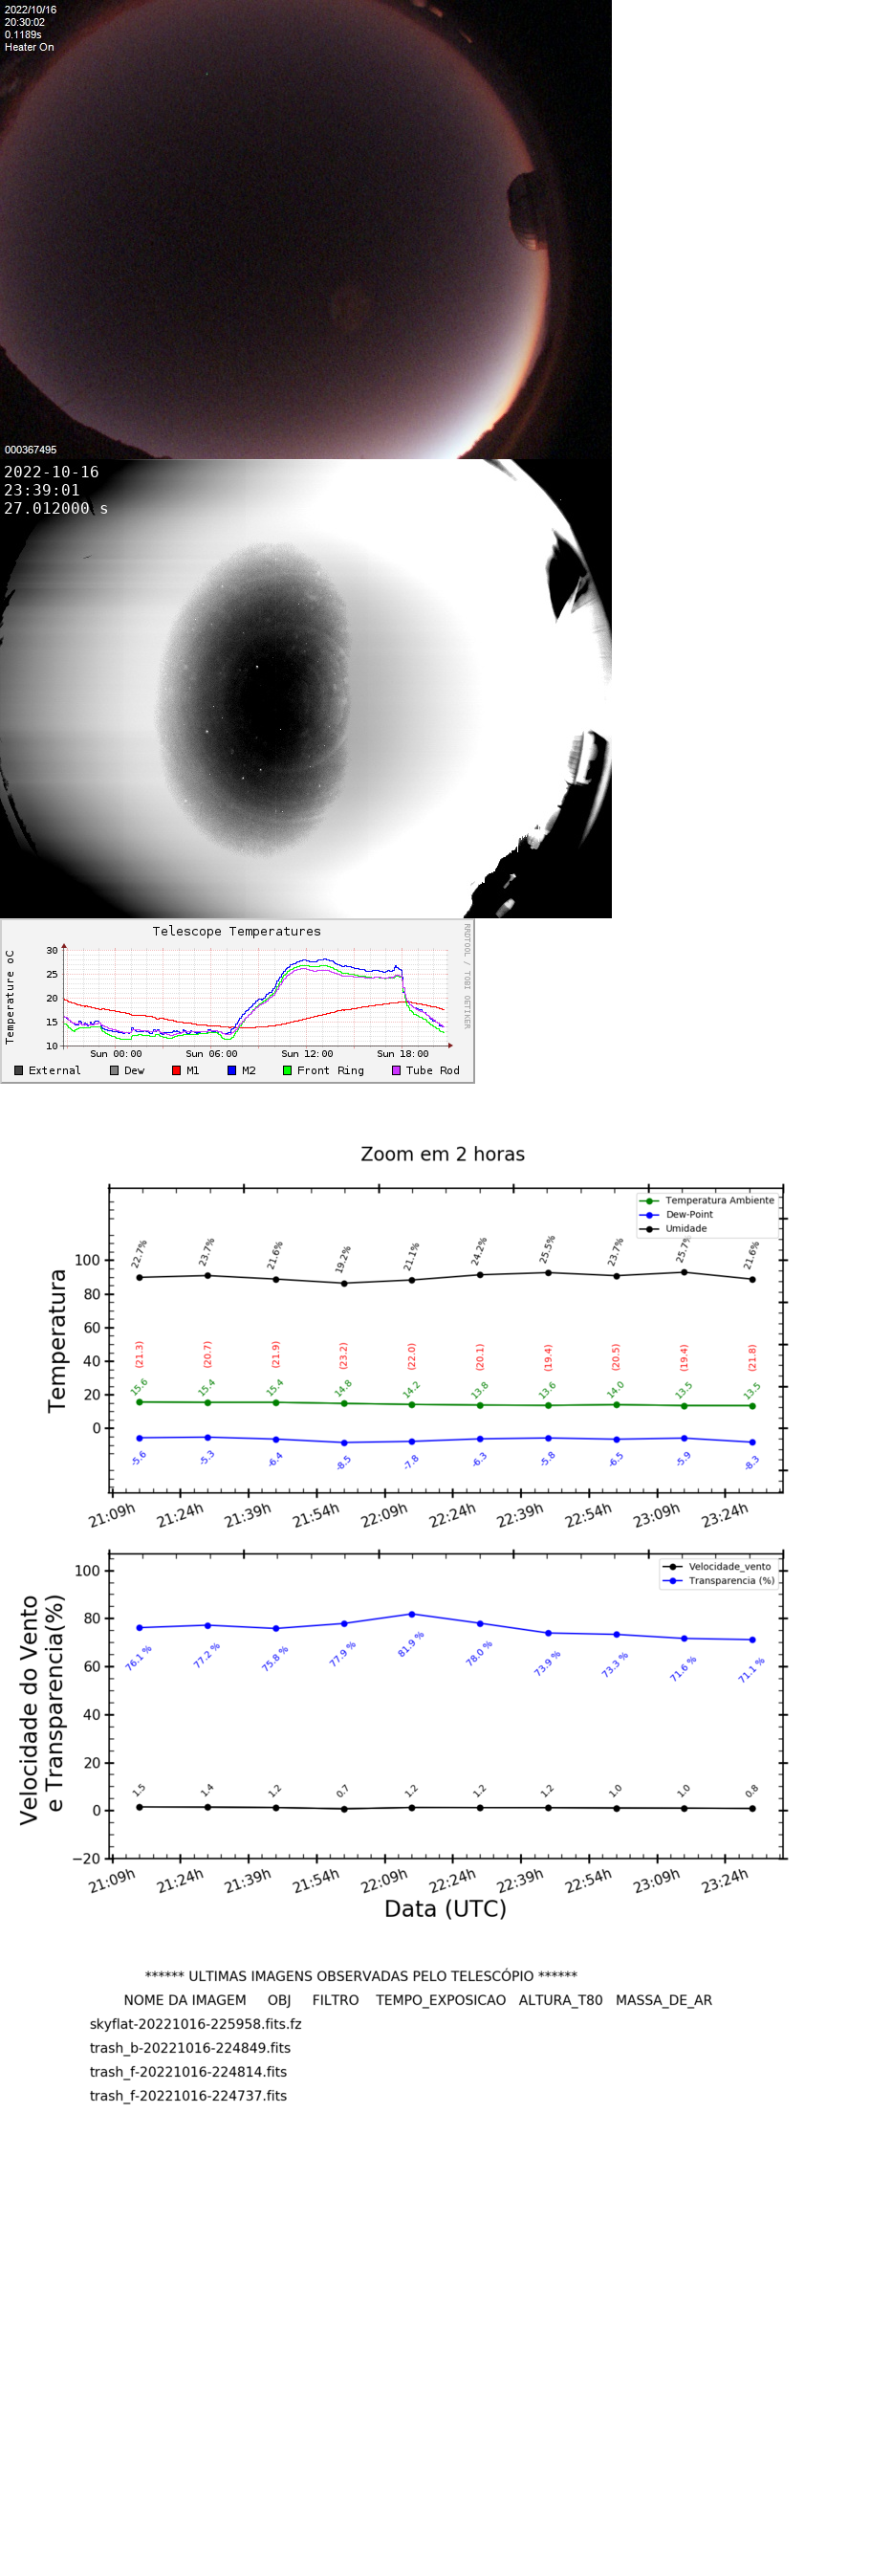 2022/10/16
20:30:02
0.1189s
Heater On
000367495
2022-10-16
23:39:01
27.012000 s
Telescope Temperatures
RRDTOOL / TOBI OETIKER
Temperature oC
30
25
20
15
10
Sun 00:00 Sun 06:00 Sun 12:00 Sun 18:00
External Dew M1 M2 Front Ring Tube Rod
Zoom em 2 horas
Temperatura Ambiente
Dew-Point
Umidade
Temperatura
100
80
60
40
20
0
22.7% 23.7% 21.6% 19.2% 21.1% 24.2% 25.5% 23.7% 25.7% 21.6%
(21.3) (20.7) (21.9) (23.2) (22.0) (20.1) (19.4) (20.5) (19.4) (21.8)
15.6 15.4 15.4 14.8 14.2 13.8 13.6 14.0 13.5 13.5
-5.6 -5.3 -6.4 -8.5 -7.8 -6.3 -5.8 -6.5 -5.9 -8.3
21:09h 21:24h 21:39h 21:54h 22:09h 22:24h 22:39h 22:54h 23:09h 23:24h
Velocidade_vento
Transparencia (%)
Velocidade do Vento
e Transparencia(%)
100
80
60
40
20
0
−20
76.1 % 77.2 % 75.8 % 77.9 % 81.9 % 78.0 % 73.9 % 73.3 % 71.6 % 71.1 %
1.5 1.4 1.2 0.7 1.2 1.2 1.2 1.0 1.0 0.8
21:09h 21:24h 21:39h 21:54h 22:09h 22:24h 22:39h 22:54h 23:09h 23:24h
Data (UTC)
****** ULTIMAS IMAGENS OBSERVADAS PELO TELESCÓPIO ******
NOME DA IMAGEM OBJ FILTRO TEMPO_EXPOSICAO ALTURA_T80 MASSA_DE_AR
skyflat-20221016-225958.fits.fz
trash_b-20221016-224849.fits
trash_f-20221016-224814.fits
trash_f-20221016-224737.fits